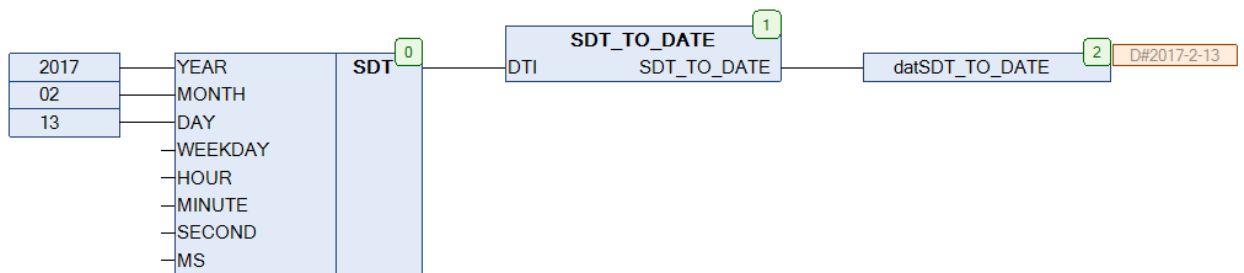 0
1
SDT_TO_DATE
2017 YEAR SDT DTI SDT_TO_DATE datSDT_TO_DATE 2 D#2017-2-13
02 MONTH
13 DAY
WEEKDAY
HOUR
MINUTE
SECOND
MS